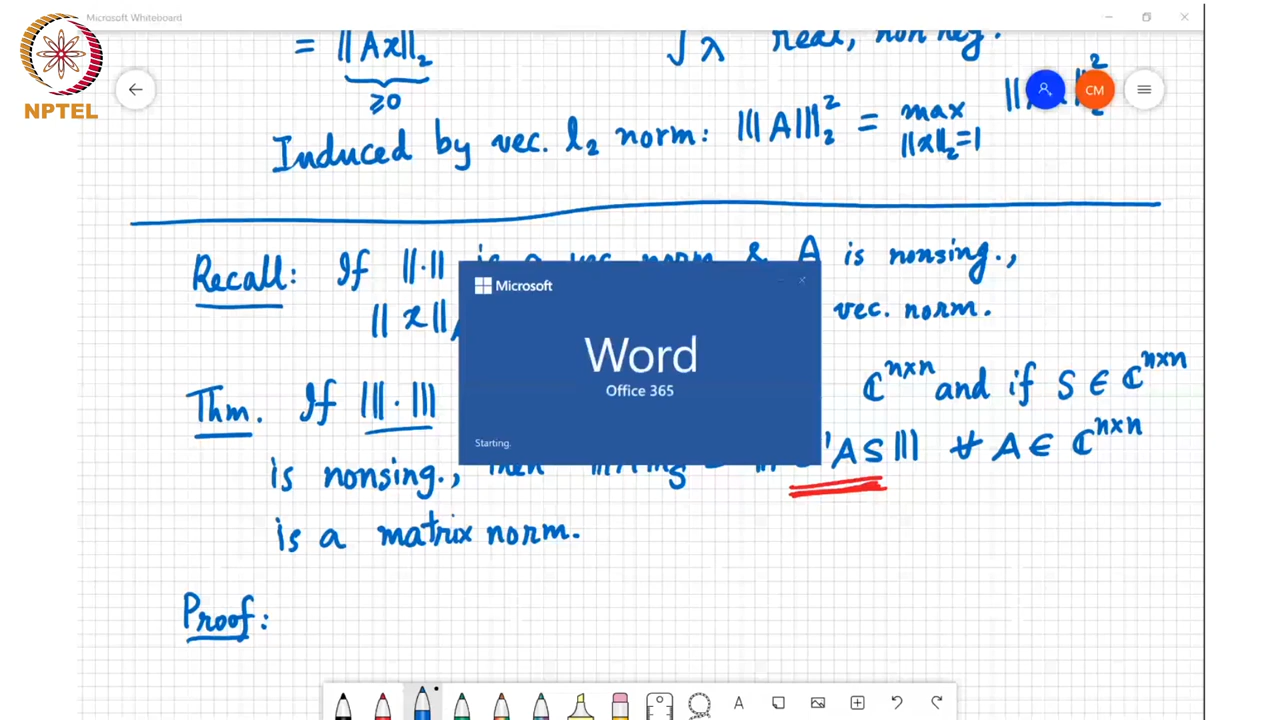 Microsoft Whiteboard
NPTEL
= ||Ax||₂
≥0
√λ real, non neg.
CM
Induced by vec. l₂ norm: |||A|||₂² = max
||x||₂=1
Recall: If ||·|| is a vec. norm & A is nonsing.,
|| x || vec. norm.
Thm. If ||| · ||| ℂⁿˣⁿ and if S ∈ ℂⁿˣⁿ
is nonsing., then AS ||| ∀ A ∈ ℂⁿˣⁿ
is a matrix norm.
Proof:
Microsoft
Word
Office 365
Starting.